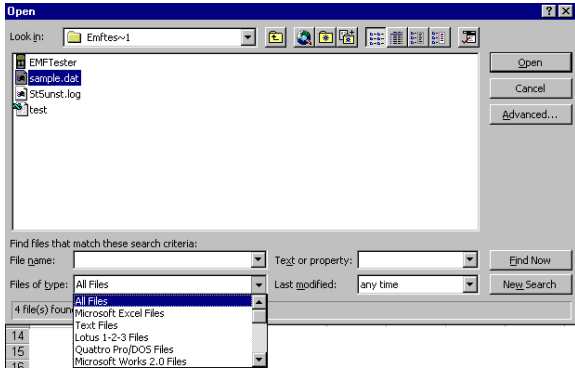 Open
Look in: Emftes~1
EMFTester
Open
sample.dat
St5unst.log
Cancel
test
Advanced...
Find files that match these search criteria:
File name: Text or property: Find Now
Files of type: All Files Last modified: any time New Search
4 file(s) foun
All Files
Microsoft Excel Files
Text Files
Lotus 1-2-3 Files
Quattro Pro/DOS Files
Microsoft Works 2.0 Files
14
15
16